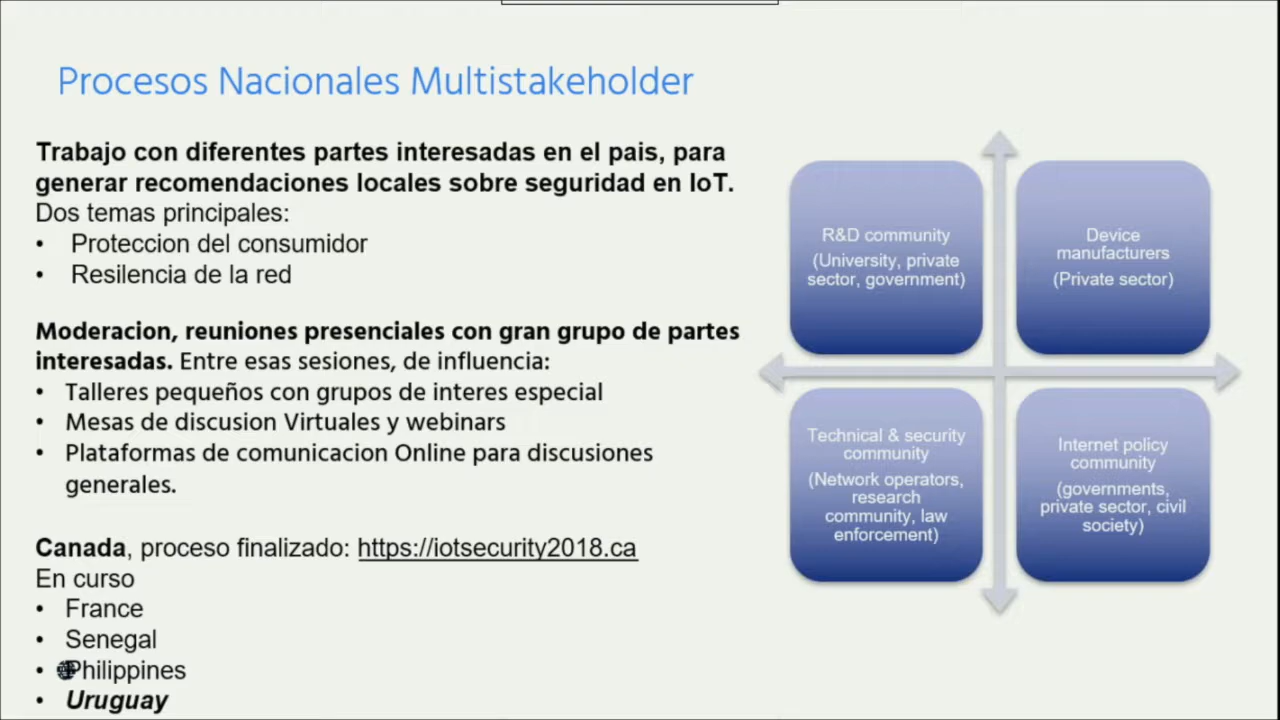 Procesos Nacionales Multistakeholder
Trabajo con diferentes partes interesadas en el pais, para
generar recomendaciones locales sobre seguridad en IoT.
Dos temas principales:
• Proteccion del consumidor
• Resilencia de la red
Moderacion, reuniones presenciales con gran grupo de partes
interesadas. Entre esas sesiones, de influencia:
• Talleres pequeños con grupos de interes especial
• Mesas de discusion Virtuales y webinars
• Plataformas de comunicacion Online para discusiones
generales.
Canada, proceso finalizado: https://iotsecurity2018.ca
En curso
• France
• Senegal
• Philippines
• Uruguay
R&D community
(University, private
sector, government)
Device
manufacturers
(Private sector)
Technical & security
community
(Network operators,
research
community, law
enforcement)
Internet policy
community
(governments,
private sector, civil
society)